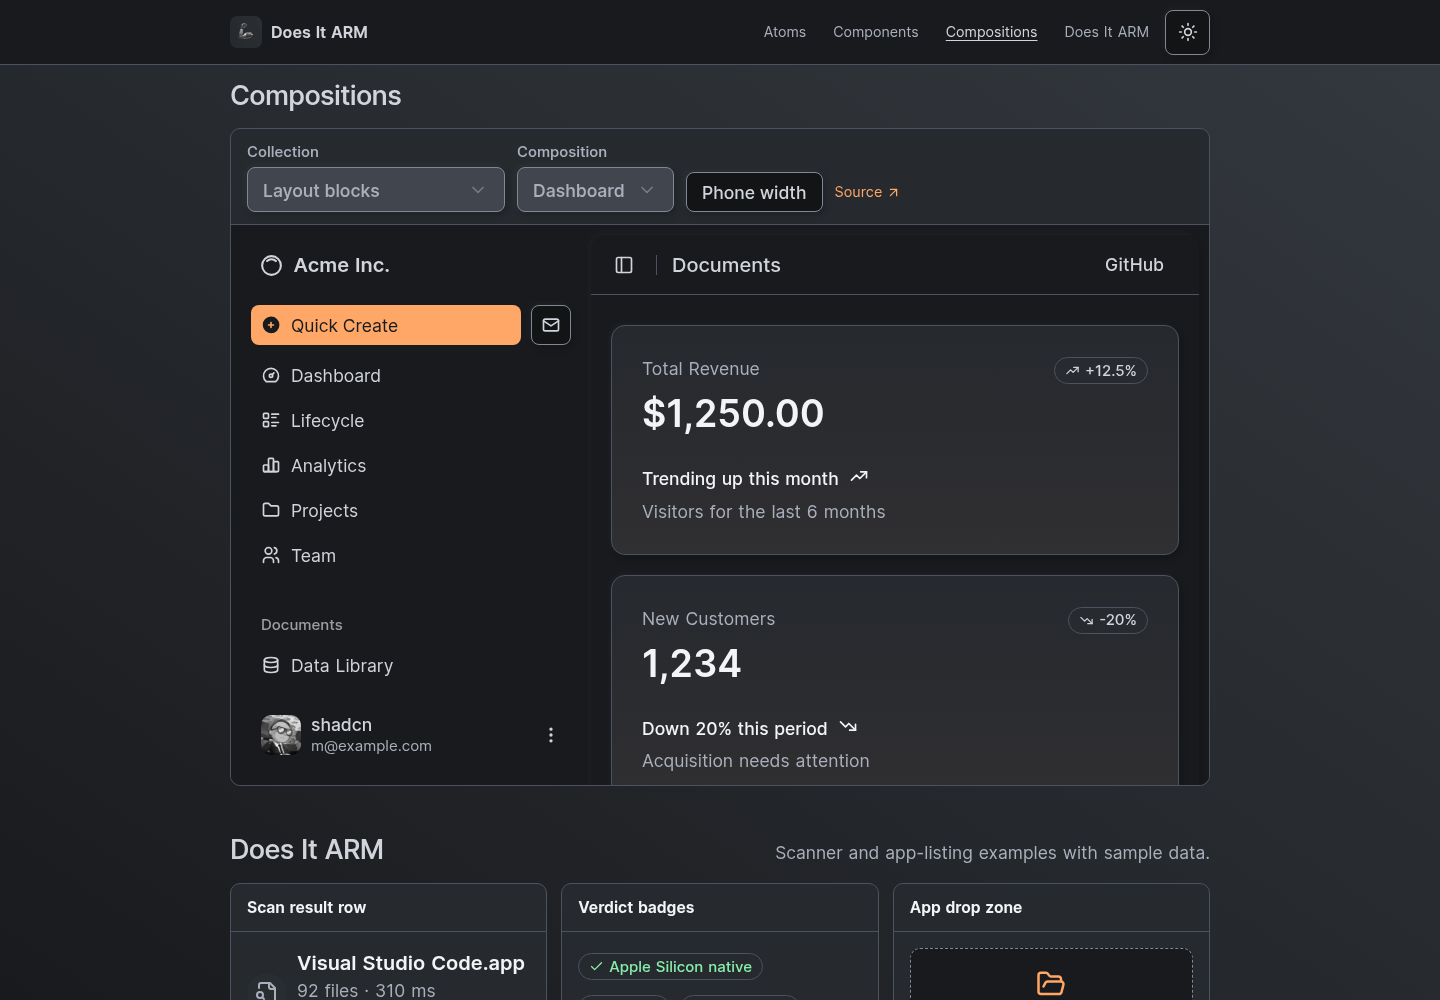 Does It ARM
Atoms
Components
Compositions
Does It ARM
Compositions
Collection
Composition
Layout blocks
Dashboard
Phone width
Source ↗
Acme Inc.
Documents
GitHub
Quick Create
Dashboard
Lifecycle
Analytics
Projects
Team
Documents
Data Library
shadcn
m@example.com
Total Revenue
+12.5%
$1,250.00
Trending up this month
Visitors for the last 6 months
New Customers
-20%
1,234
Down 20% this period
Acquisition needs attention
Does It ARM
Scanner and app-listing examples with sample data.
Scan result row
Visual Studio Code.app
92 files · 310 ms
Verdict badges
Apple Silicon native
App drop zone